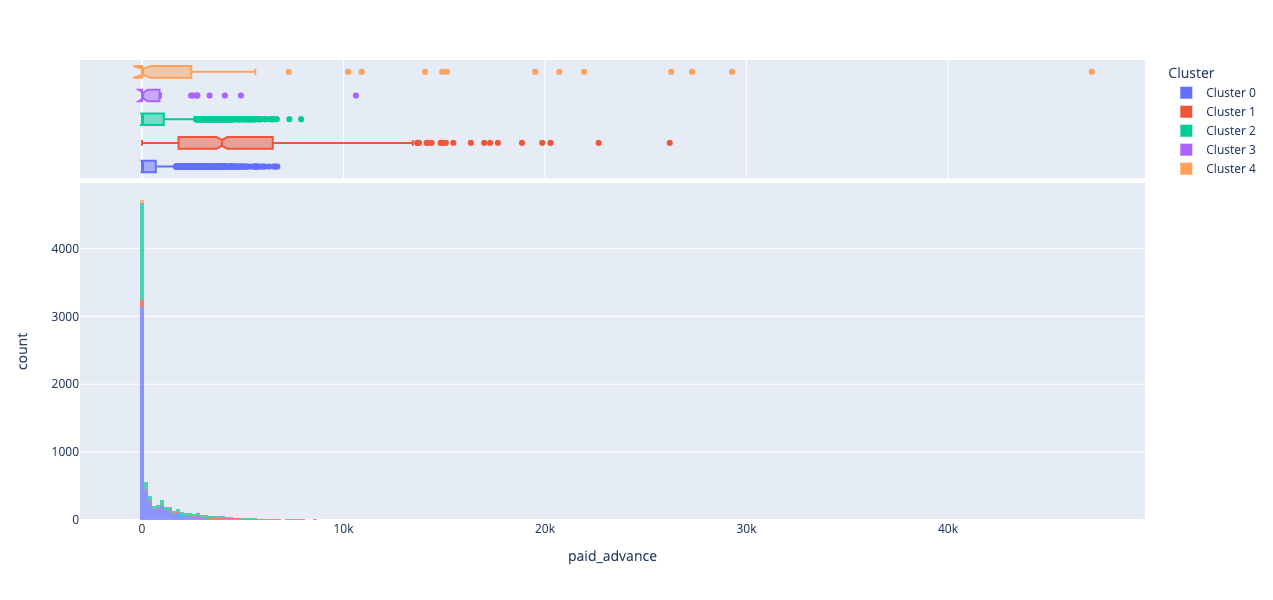 Cluster
Cluster 0
Cluster 1
Cluster 2
Cluster 3
Cluster 4
4000
3000
2000
1000
0
count
0 10k 20k 30k 40k
paid_advance